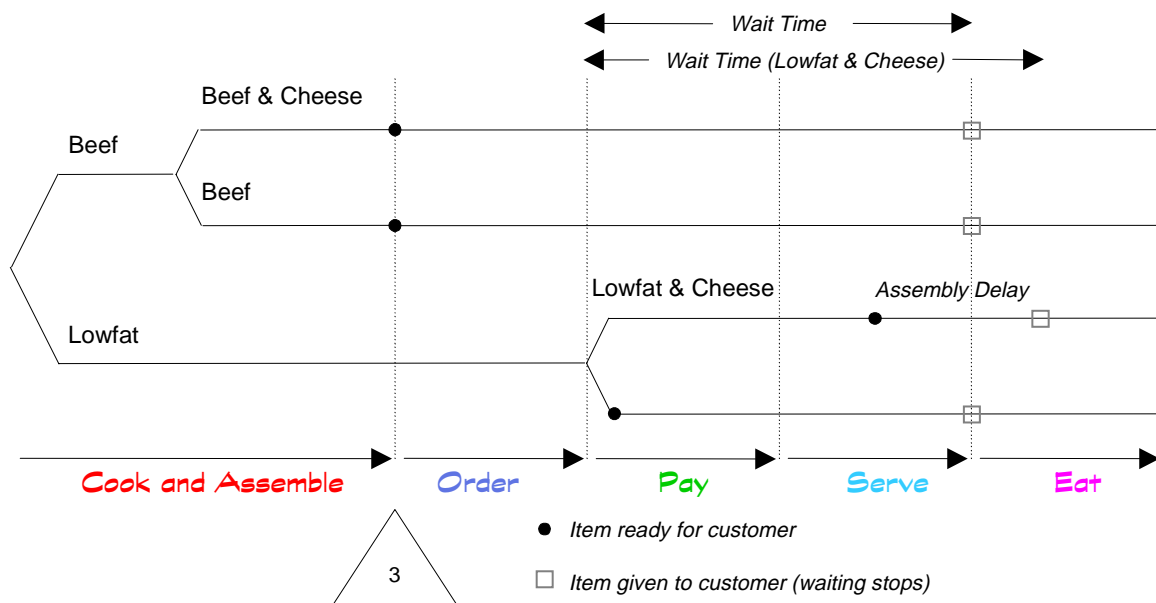 Wait Time
Wait Time (Lowfat & Cheese)
Beef & Cheese
Beef
Beef
Lowfat & Cheese
Assembly Delay
Lowfat
Cook and Assemble
Order
Pay
Serve
Eat
Item ready for customer
3
Item given to customer (waiting stops)